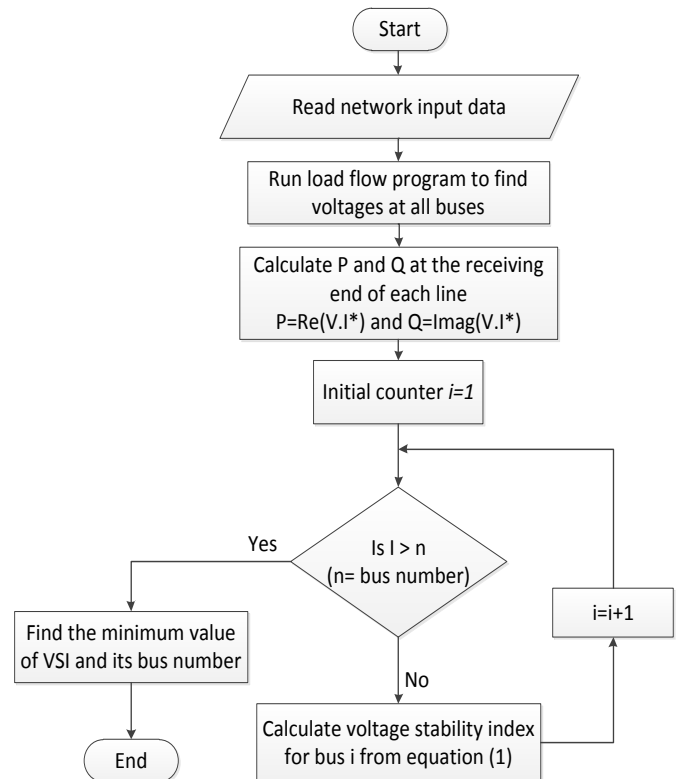 Start
Read network input data
Run load flow program to find
voltages at all buses
Calculate P and Q at the receiving
end of each line
P=Re(V.I*) and Q=Imag(V.I*)
Initial counter i=1
Is I > n
(n= bus number)
Yes
No
Find the minimum value
of VSI and its bus number
End
Calculate voltage stability index
for bus i from equation (1)
i=i+1